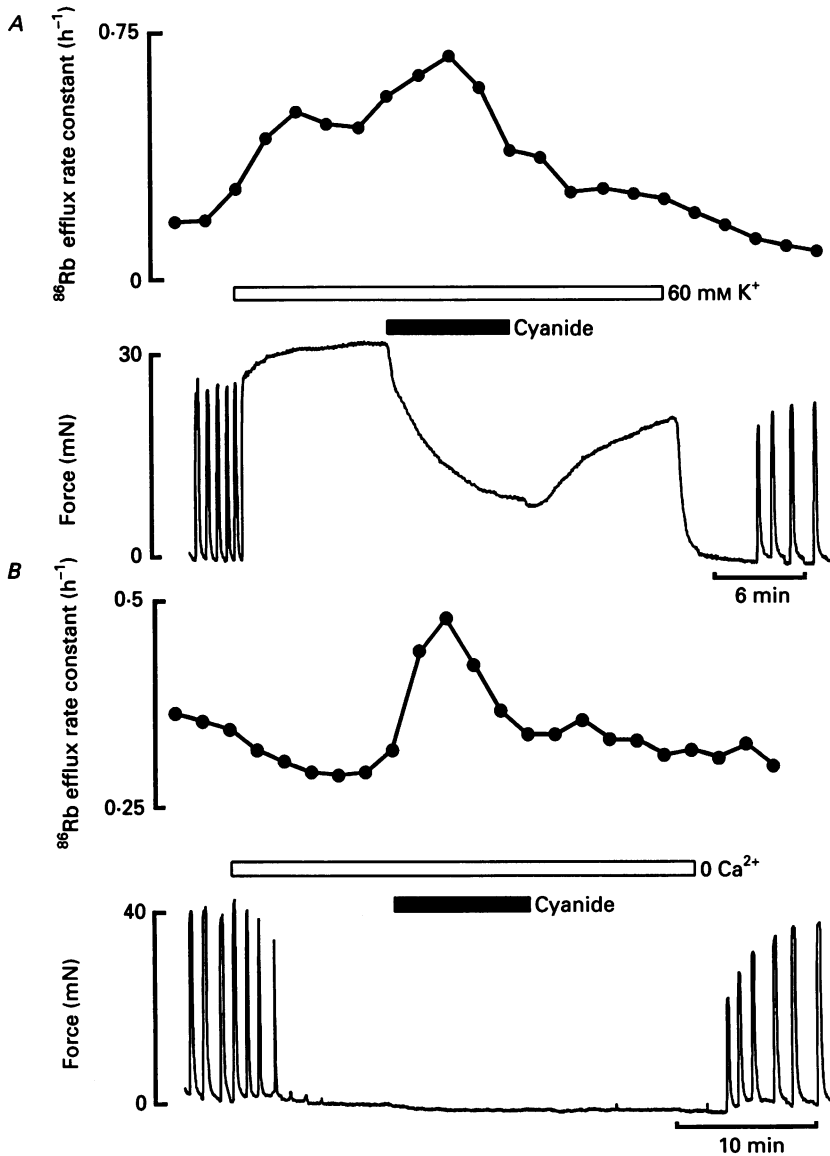 A
0·75
⁸⁶Rb efflux rate constant (h⁻¹)
0
60 mM K⁺
Cyanide
30
Force (mN)
0
6 min
B
0·5
⁸⁶Rb efflux rate constant (h⁻¹)
0·25
0 Ca²⁺
Cyanide
40
Force (mN)
0
10 min